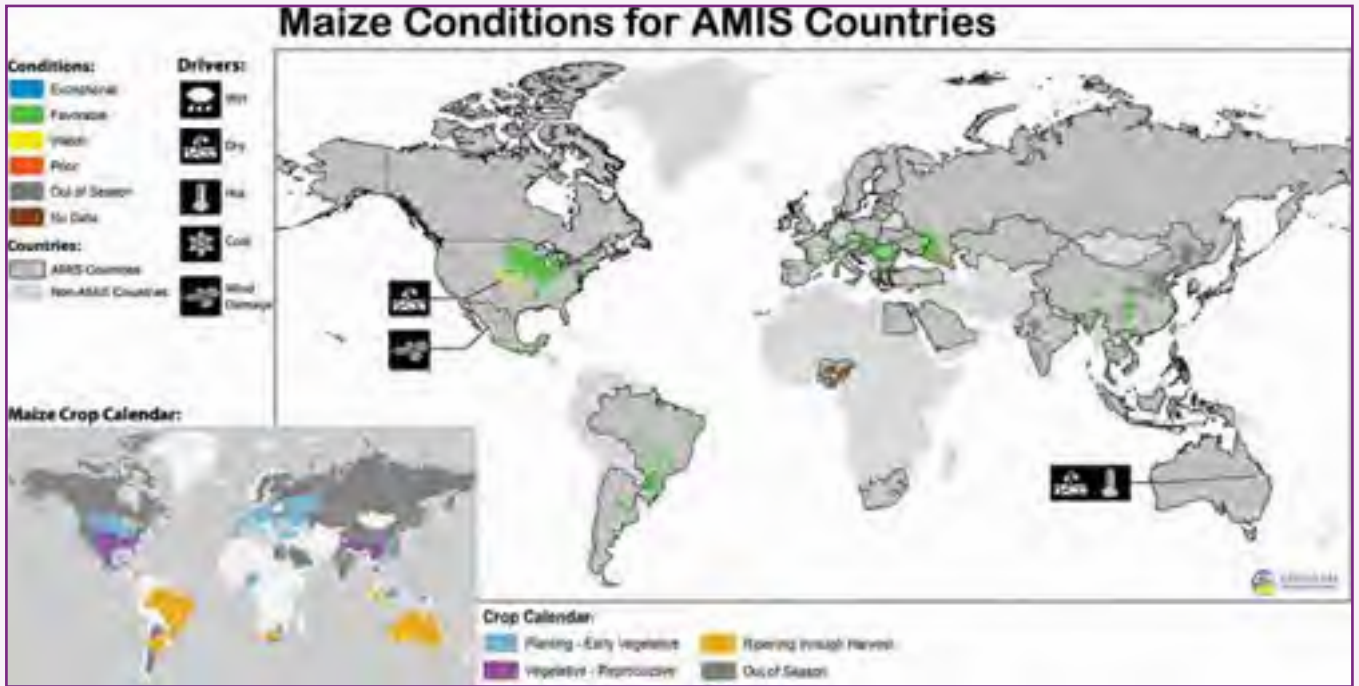 Maize Conditions for AMIS Countries
Conditions:
Exceptional
Favorable
Watch
Poor
Out of Season
No Data
Countries:
AMIS Countries
Non-AMIS Countries
Drivers:
Wet
Dry
Hot
Cold
Wind
Damage
Maize Crop Calendar:
Crop Calendar:
Planting - Early Vegetative
Vegetative - Reproductive
Ripening through Harvest
Out of Season